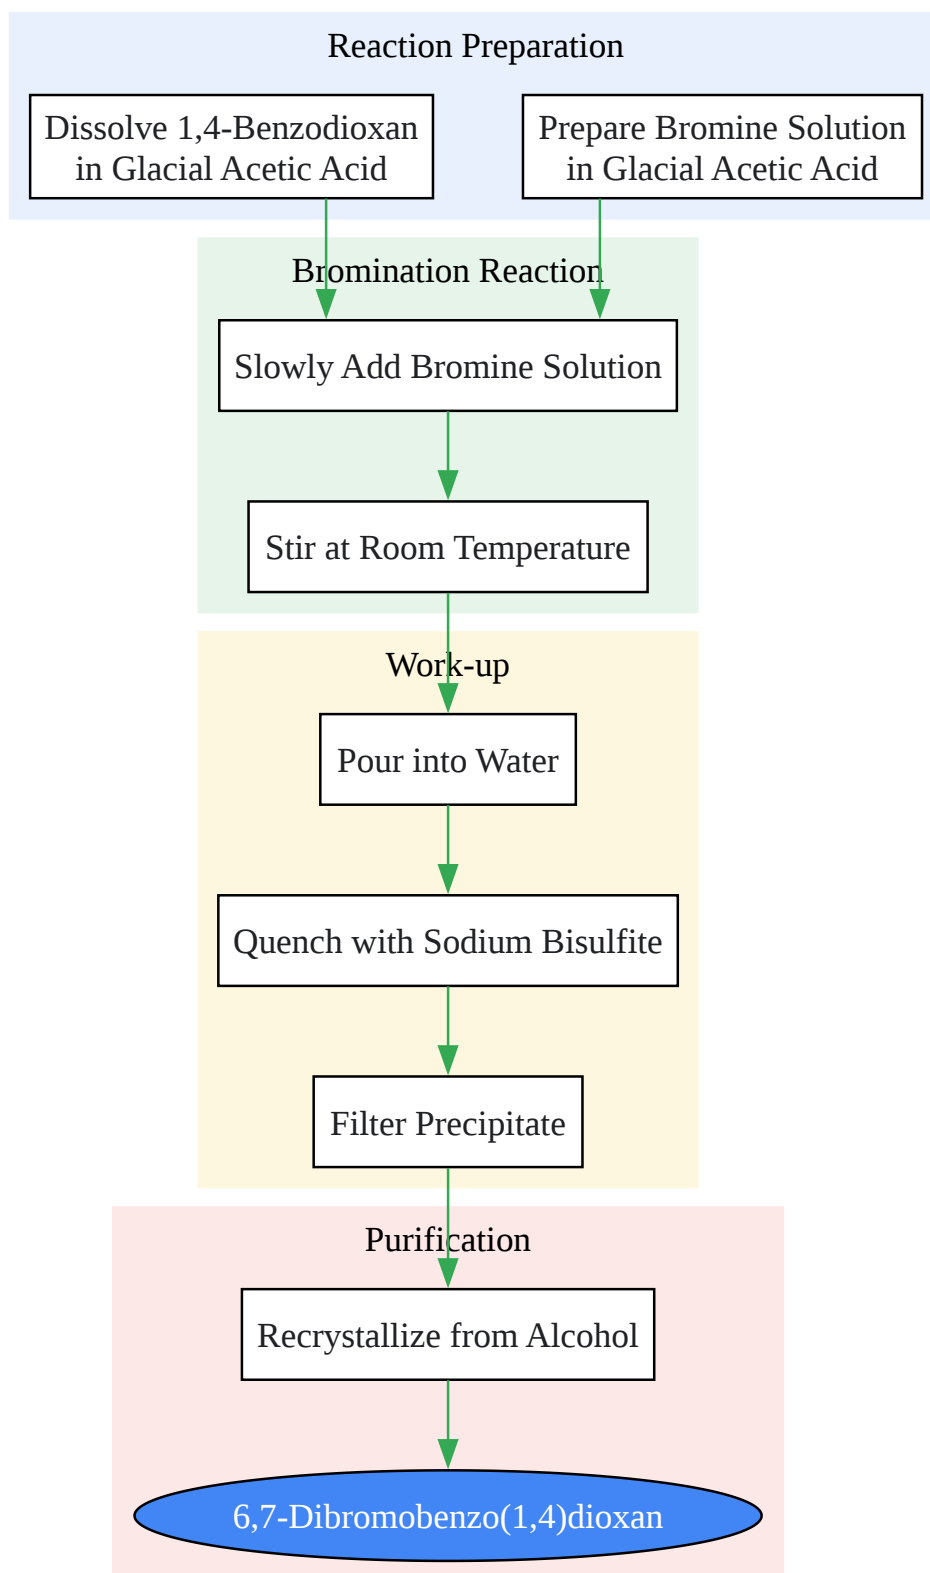 Reaction Preparation
Dissolve 1,4-Benzodioxan
in Glacial Acetic Acid
Prepare Bromine Solution
in Glacial Acetic Acid
Bromination Reaction
Slowly Add Bromine Solution
Stir at Room Temperature
Work-up
Pour into Water
Quench with Sodium Bisulfite
Filter Precipitate
Purification
Recrystallize from Alcohol
6,7-Dibromobenzo(1,4)dioxan